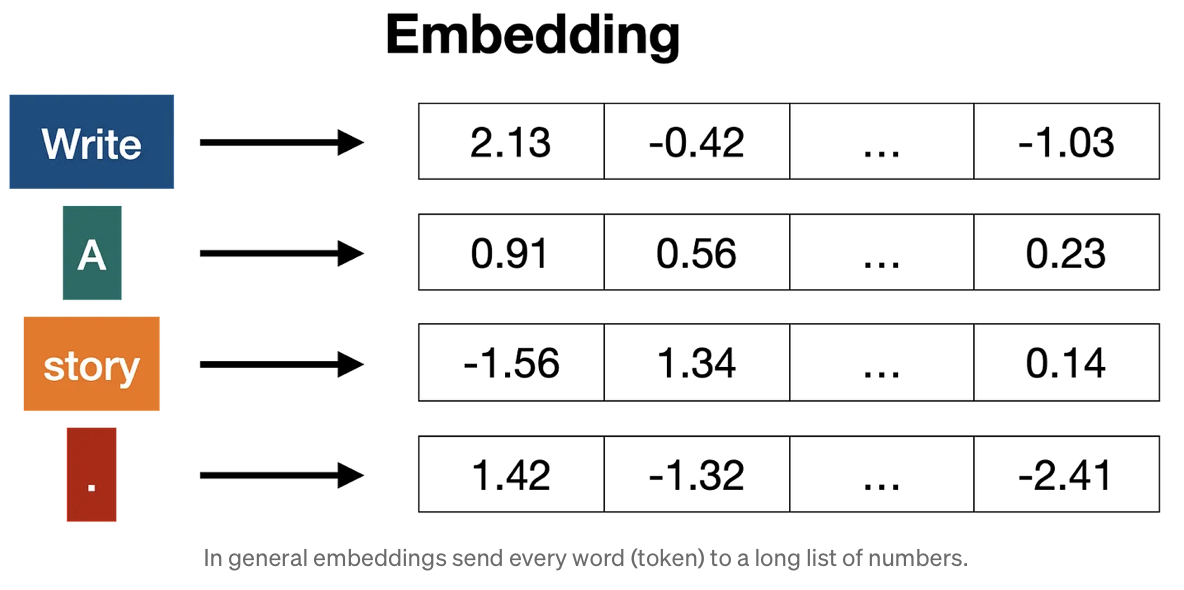 Embedding
Write 2.13 -0.42 ... -1.03
A 0.91 0.56 ... 0.23
story -1.56 1.34 ... 0.14
. 1.42 -1.32 ... -2.41
In general embeddings send every word (token) to a long list of numbers.